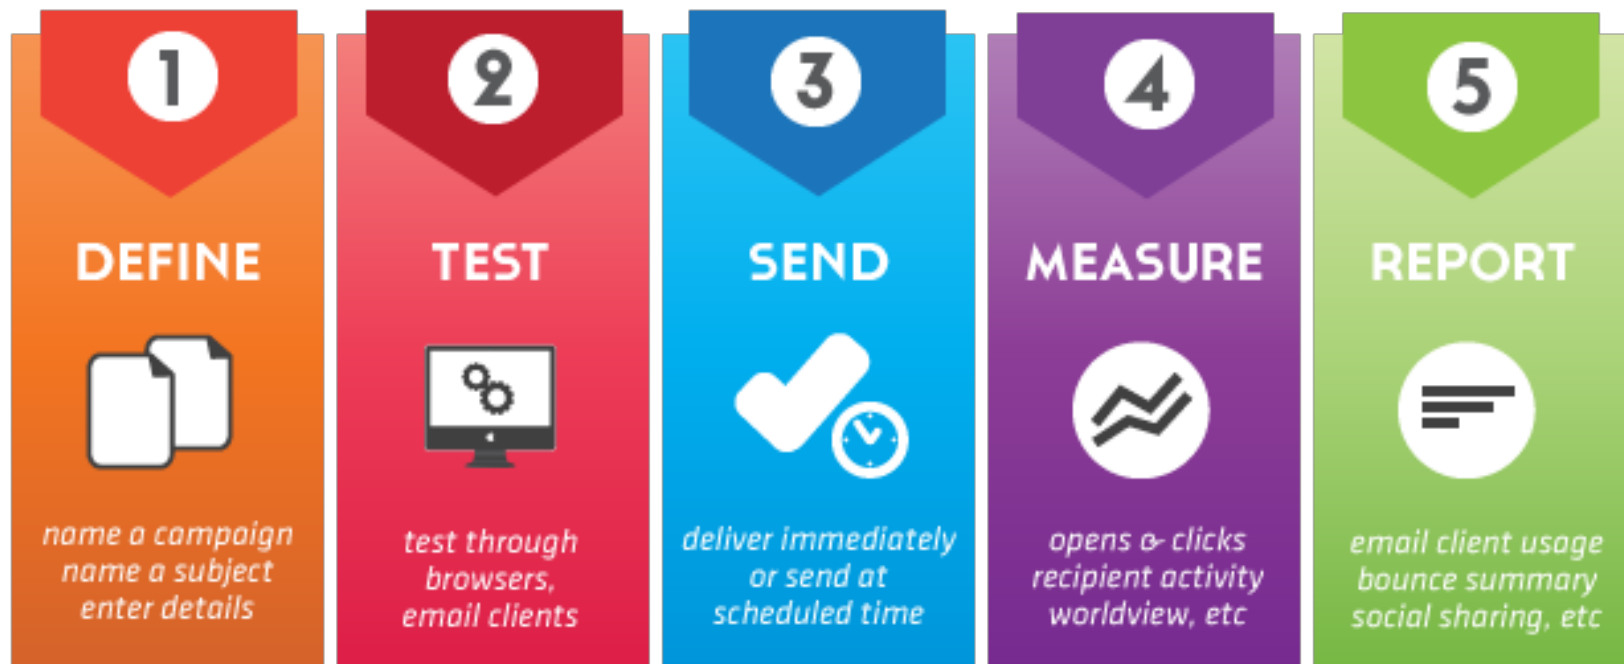 1
DEFINE
name a campaign
name a subject
enter details
2
TEST
test through
browsers,
email clients
3
SEND
deliver immediately
or send at
scheduled time
4
MEASURE
opens & clicks
recipient activity
worldview, etc
5
REPORT
email client usage
bounce summary
social sharing, etc